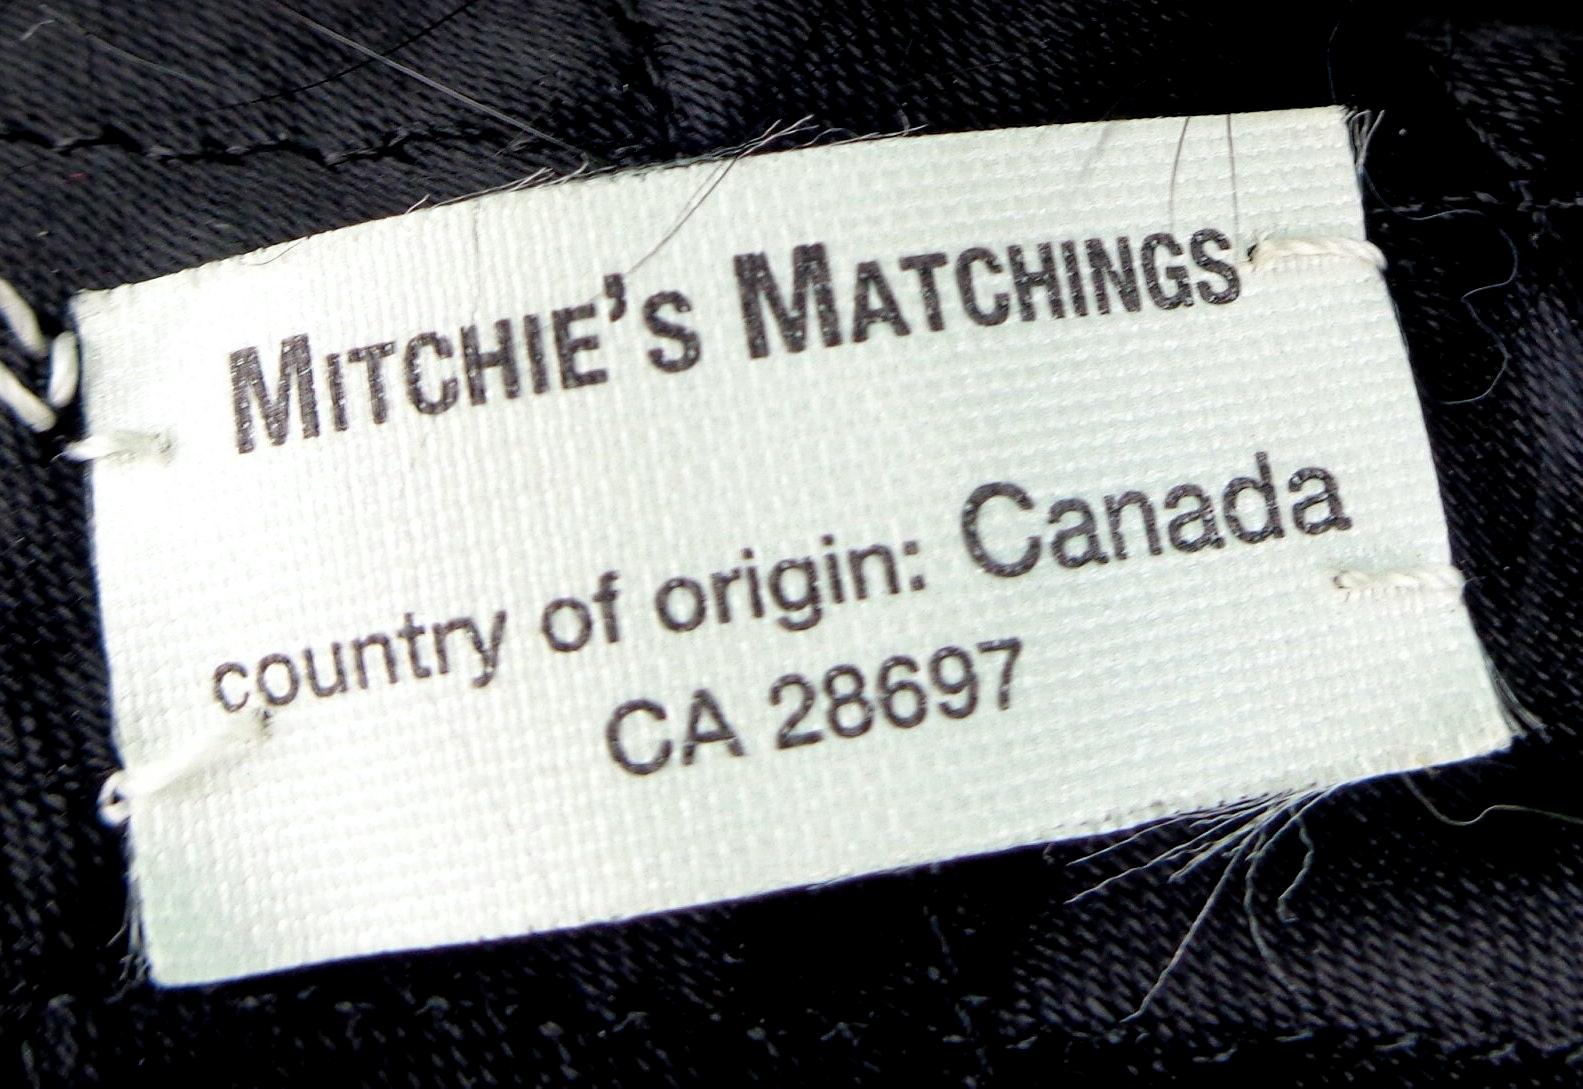 MITCHIE'S MATCHINGS
country of origin: Canada
CA 28697